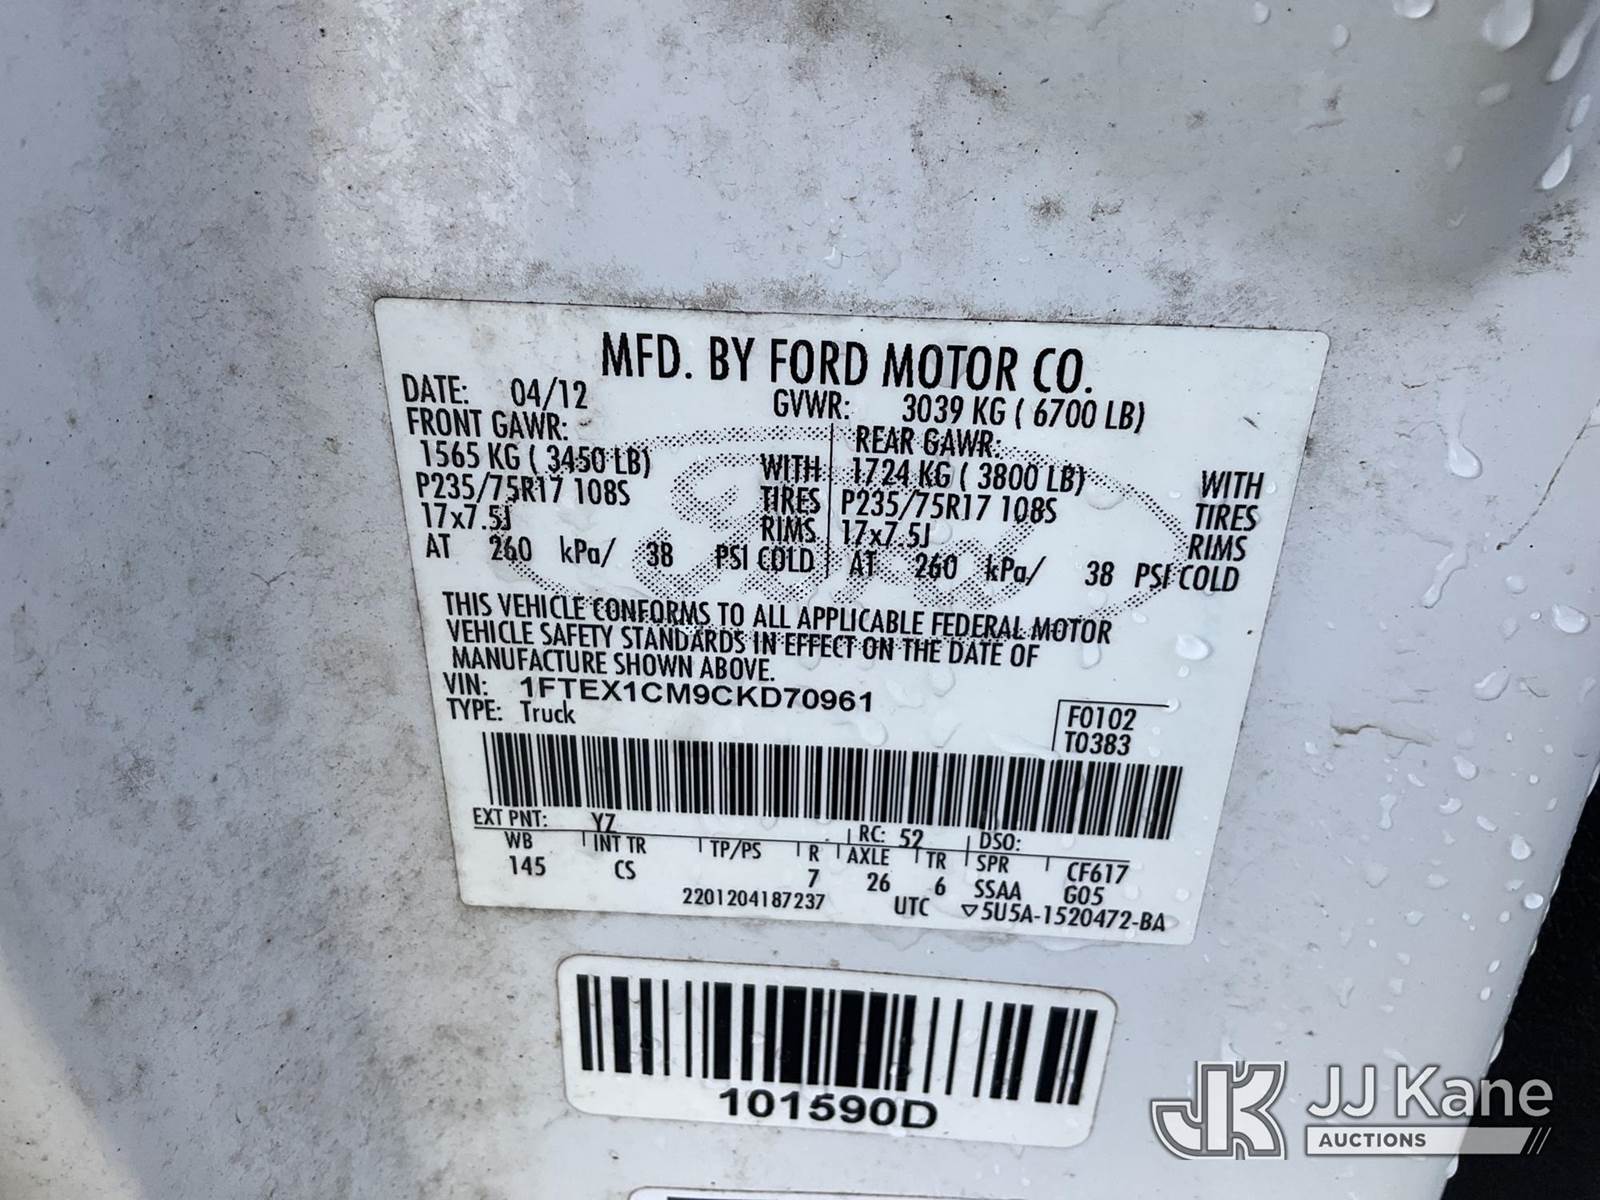 MFD. BY FORD MOTOR CO.
DATE: 04/12 GVWR: 3039 KG ( 6700 LB)
FRONT GAWR: REAR GAWR:
1565 KG ( 3450 LB) WITH 1724 KG ( 3800 LB) WITH
P235/75R17 108S TIRES P235/75R17 108S TIRES
17x7.5J RIMS 17x7.5J RIMS
AT 260 kPa/ 38 PSI COLD AT 260 kPa/ 38 PSI COLD
THIS VEHICLE CONFORMS TO ALL APPLICABLE FEDERAL MOTOR
VEHICLE SAFETY STANDARDS IN EFFECT ON THE DATE OF
MANUFACTURE SHOWN ABOVE.
VIN: 1FTEX1CM9CKD70961 F0102
TYPE: Truck T0383
EXT PNT: YZ RC: 52 DSO:
WB INT TR TP/PS R AXLE TR SPR CF617
145 CS 7 26 6 SSAA G05
2201204187237 UTC ▽5U5A-1520472-BA
101590D
JK JJ Kane
AUCTIONS